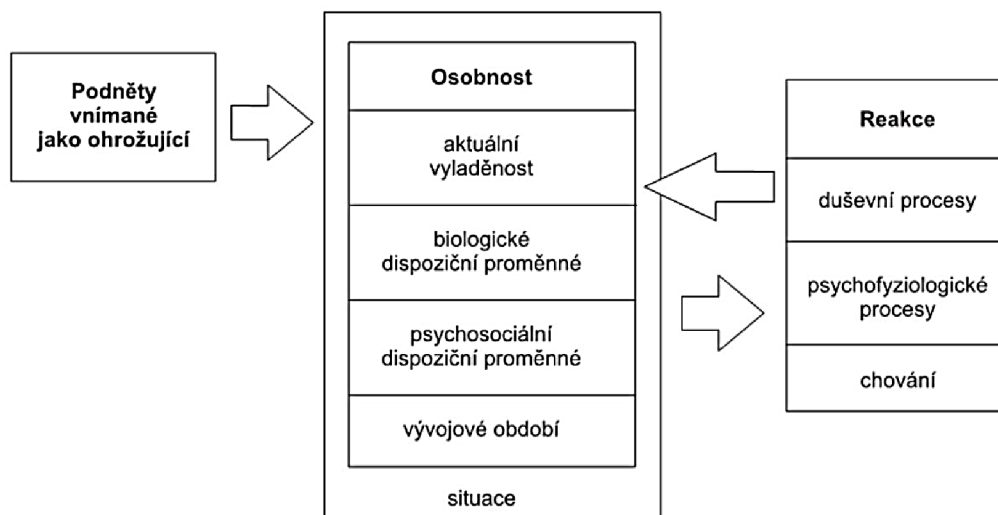 Podněty
vnímané
jako ohrožující
Osobnost
aktuální
vyladěnost
biologické
dispoziční proměnné
psychosociální
dispoziční proměnné
vývojové období
situace
Reakce
duševní procesy
psychofyziologické
procesy
chování